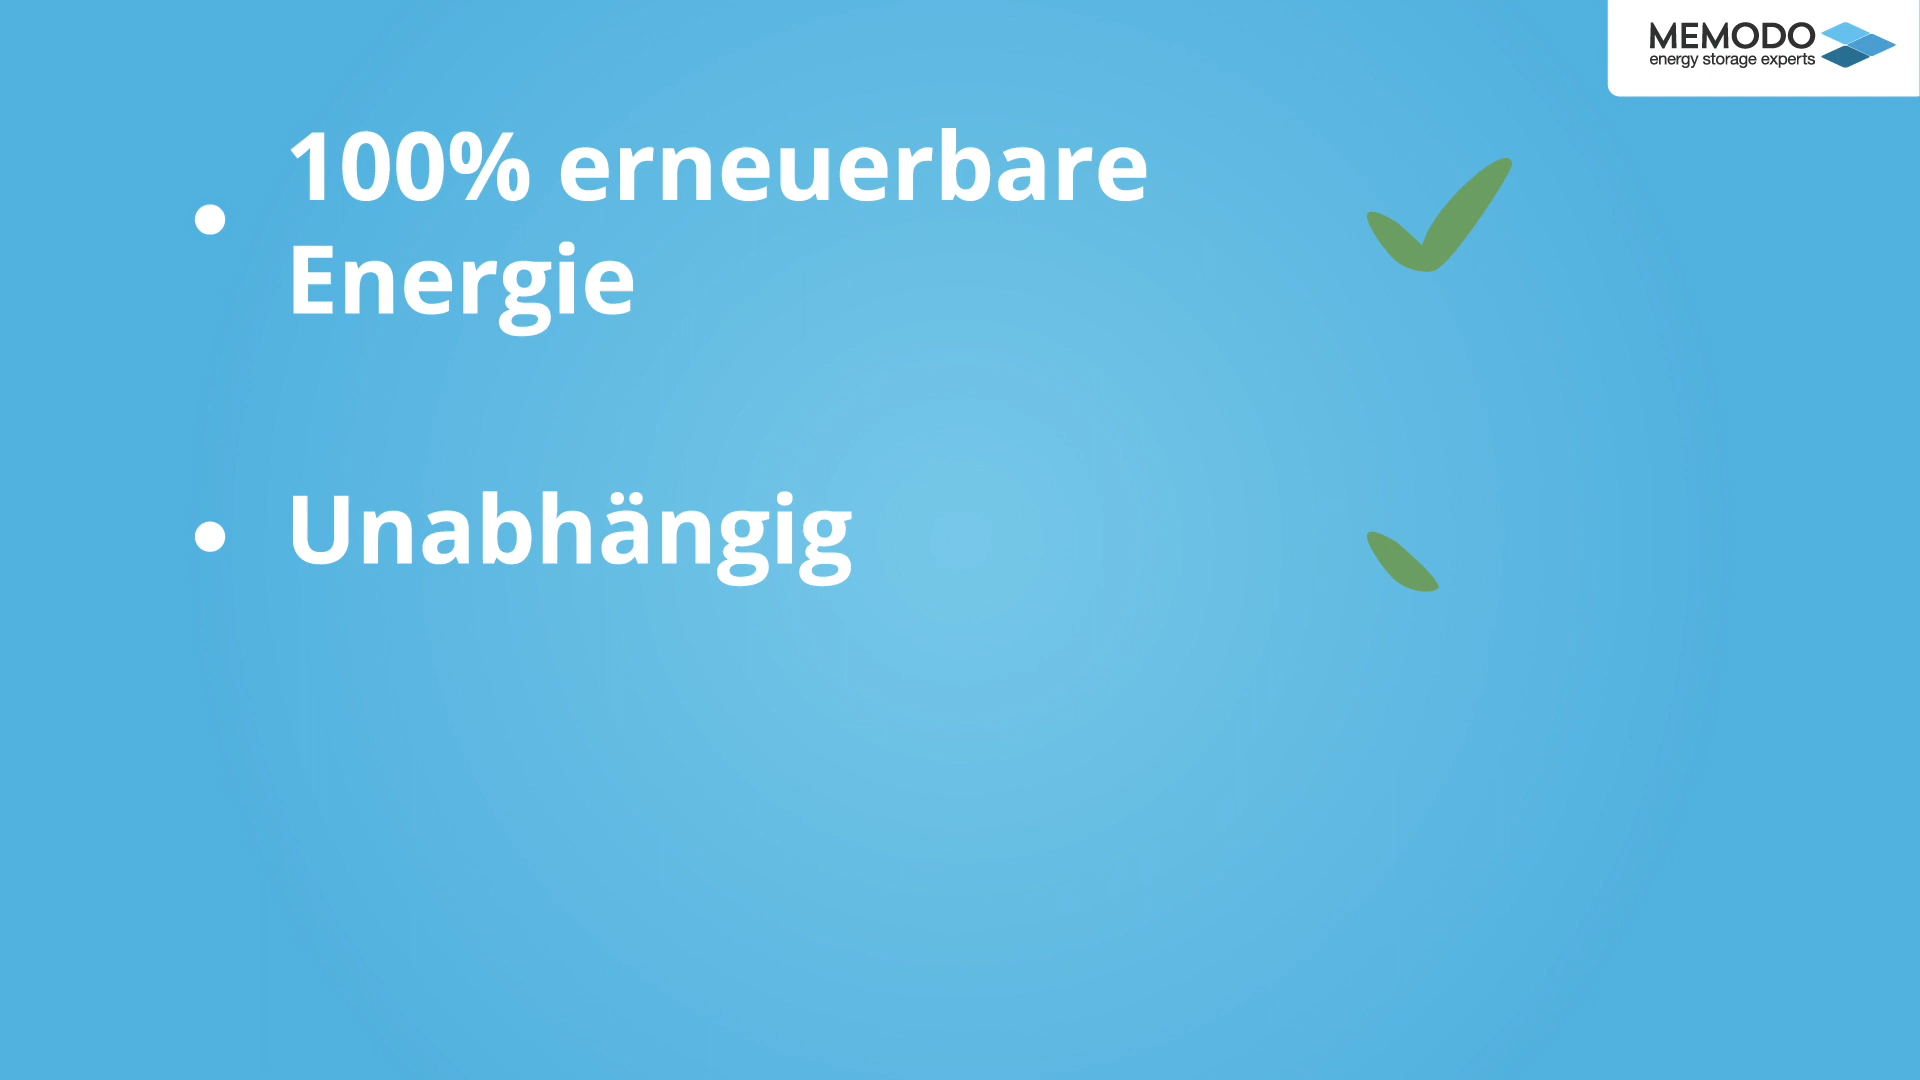 MEMODO
energy storage experts
100% erneuerbare
Energie
Unabhängig